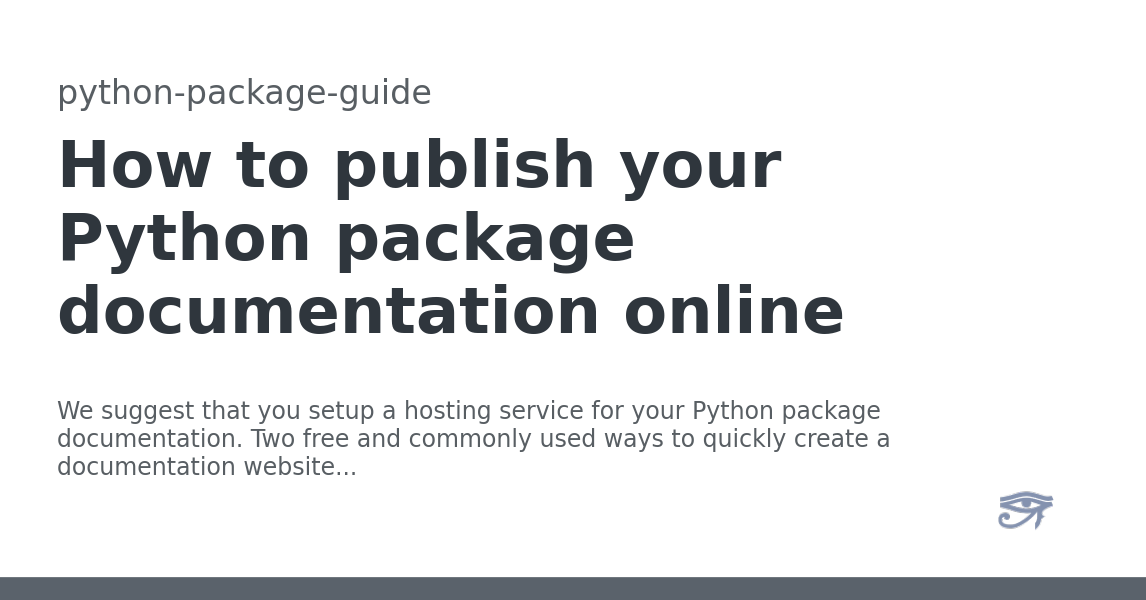 python-package-guide
How to publish your
Python package
documentation online
We suggest that you setup a hosting service for your Python package
documentation. Two free and commonly used ways to quickly create a
documentation website...